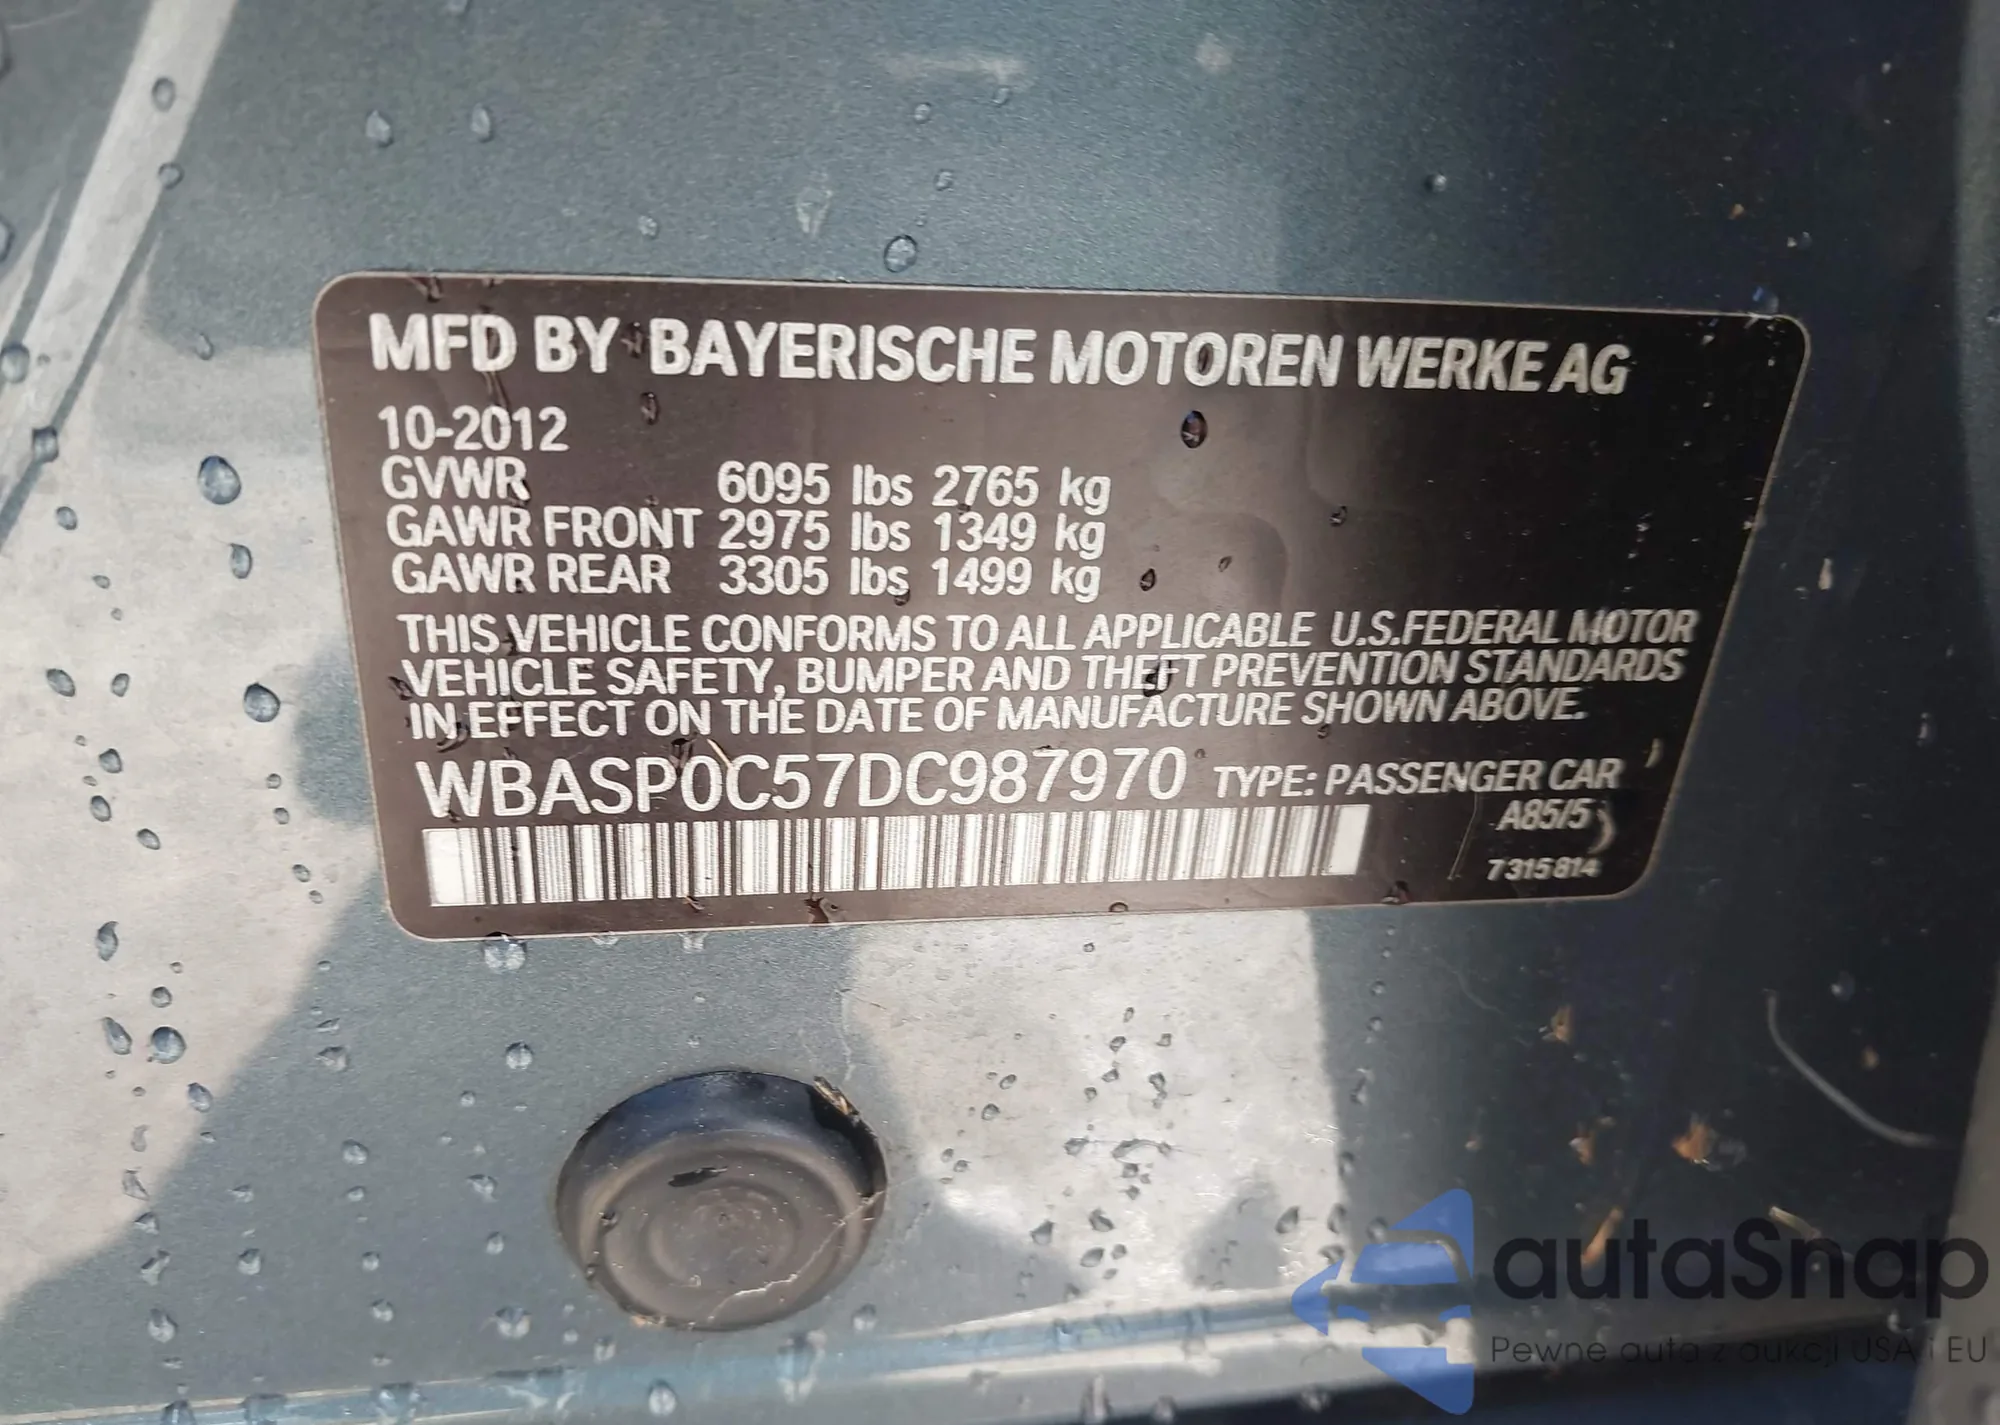 MFD BY BAYERISCHE MOTOREN WERKE AG
10-2012
GVWR 6095 lbs 2765 kg
GAWR FRONT 2975 lbs 1349 kg
GAWR REAR 3305 lbs 1499 kg
THIS VEHICLE CONFORMS TO ALL APPLICABLE U.S.FEDERAL MOTOR
VEHICLE SAFETY, BUMPER AND THEFT PREVENTION STANDARDS
IN EFFECT ON THE DATE OF MANUFACTURE SHOWN ABOVE.
WBASP0C57DC987970 TYPE: PASSENGER CAR
A85/5
7315814
autaSnap
Pewne auta z aukcji USA i EU